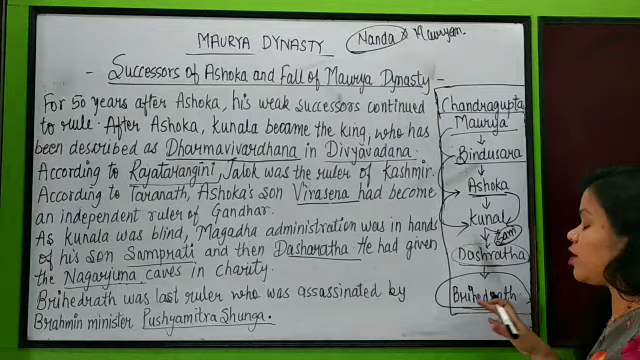 MAURYA DYNASTY
Nanda x Mauryan
- Successors of Ashoka and Fall of Maurya Dynasty -
For 50 years after Ashoka, his weak successors continued
to rule. After Ashoka, Kunala became the king, who has
been described as Dharmavivardhana in Divyavadana.
According to Rajatarangini, Jalok was the ruler of Kashmir.
According to Taranath, Ashoka's son Virasena had become
an independent ruler of Gandhar.
As Kunala was blind, Magadha administration was in hands
of his son Samprati and then Dasharatha. He had given
the Nagarjuna caves in charity.
Brihedrath was last ruler who was assassinated by
Brahmin minister Pushyamitra Shunga.
Chandragupta
Maurya
↓
Bindusara
↓
Ashoka
↓
Kunal
Sam
↓
Dashratha
↓
Brihedrath